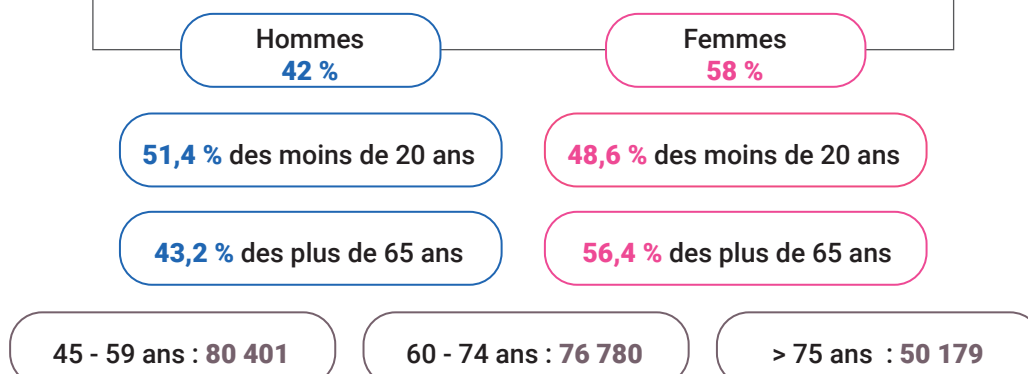 Hommes
42 %
Femmes
58 %
51,4 % des moins de 20 ans
48,6 % des moins de 20 ans
43,2 % des plus de 65 ans
56,4 % des plus de 65 ans
45 - 59 ans : 80 401
60 - 74 ans : 76 780
> 75 ans : 50 179